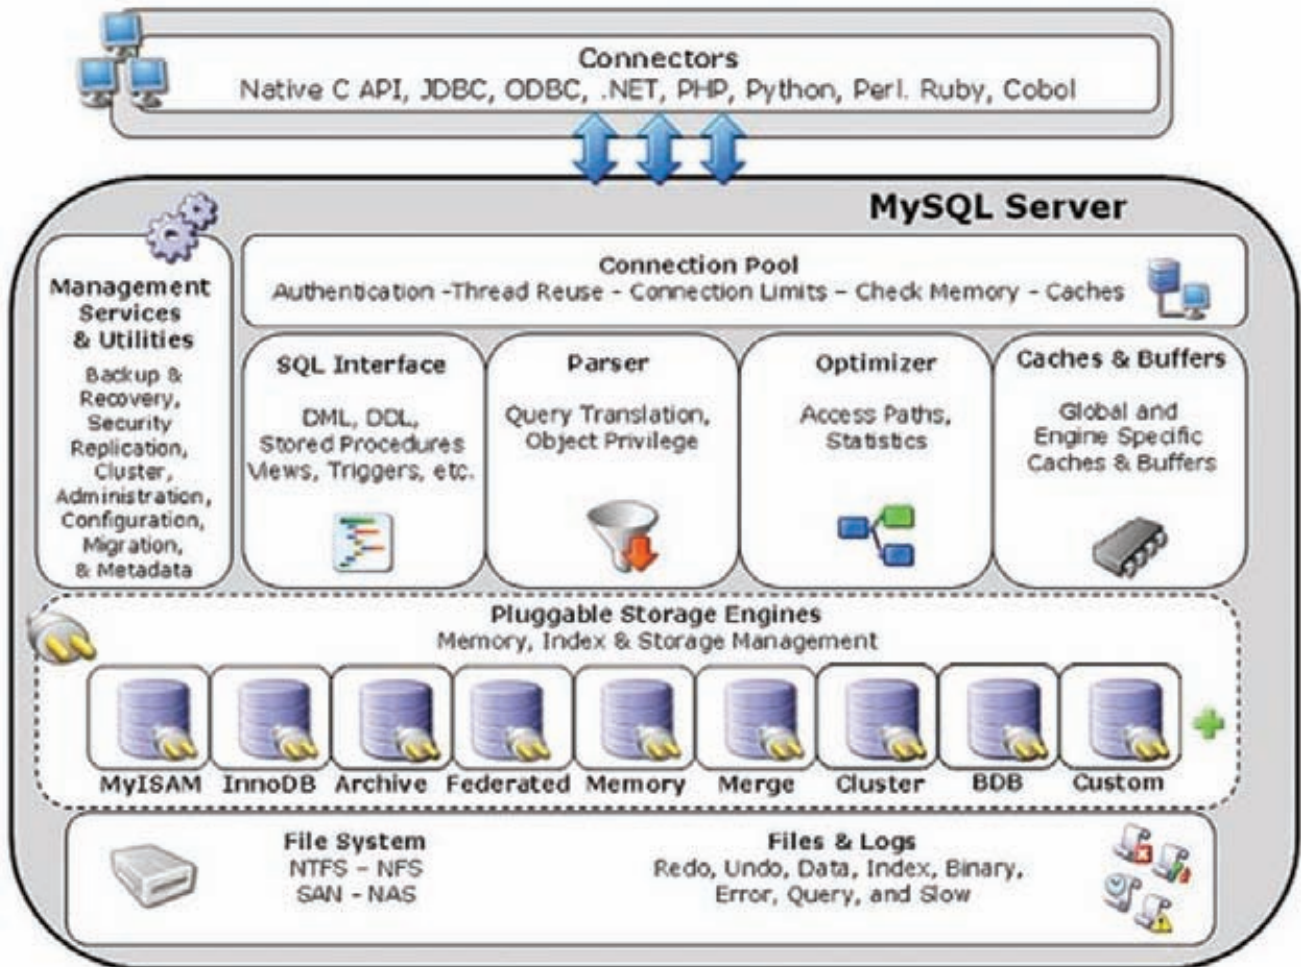 Connectors
Native C API, JDBC, ODBC, .NET, PHP, Python, Perl. Ruby, Cobol
MySQL Server
Management
Services
& Utilities
Backup &
Recovery,
Security
Replication,
Cluster,
Administration,
Configuration,
Migration,
& Metadata
Connection Pool
Authentication -Thread Reuse - Connection Limits – Check Memory - Caches
SQL Interface
DML, DDL,
Stored Procedures
Views, Triggers, etc.
Parser
Query Translation,
Object Privilege
Optimizer
Access Paths,
Statistics
Caches & Buffers
Global and
Engine Specific
Caches & Buffers
Pluggable Storage Engines
Memory, Index & Storage Management
MyISAM
InnoDB
Archive
Federated
Memory
Merge
Cluster
BDB
Custom
File System
NTFS – NFS
SAN - NAS
Files & Logs
Redo, Undo, Data, Index, Binary,
Error, Query, and Slow